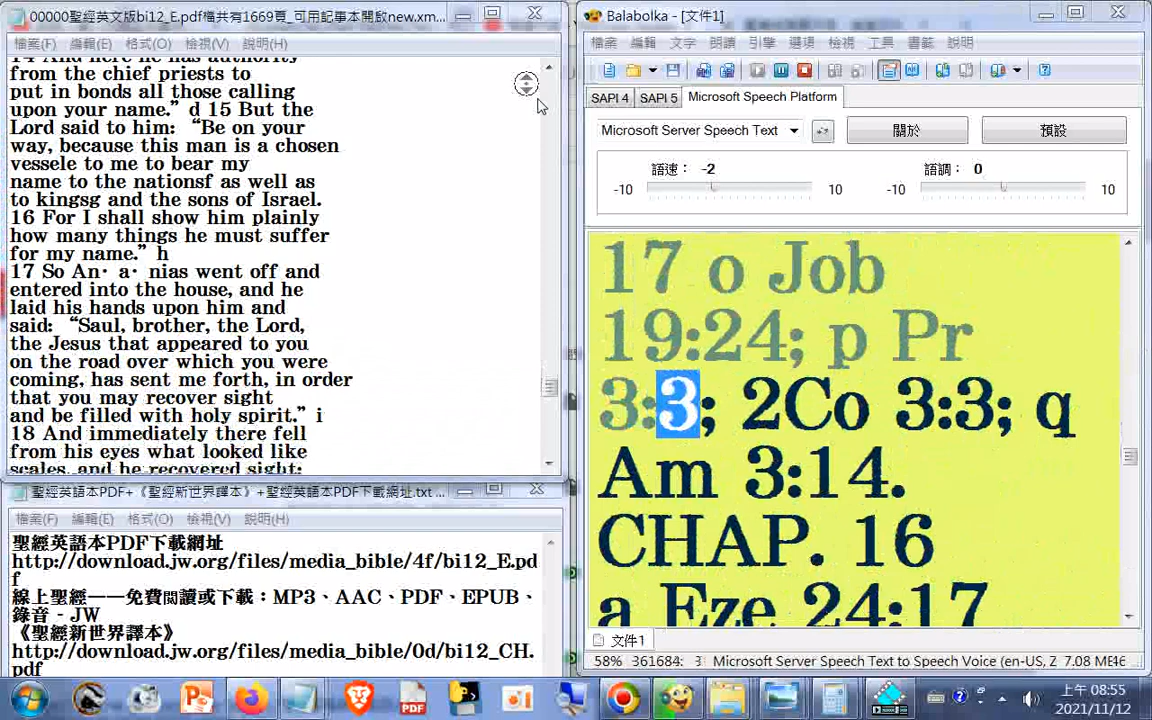 00000聖經英文版bi12_E.pdf檔共有1669頁_可用記事本開啟new.xm...
檔案(F) 編輯(E) 格式(O) 檢視(V) 說明(H)
14 And here he has authority
from the chief priests to
put in bonds all those calling
upon your name.” d 15 But the
Lord said to him: “Be on your
way, because this man is a chosen
vessele to me to bear my
name to the nationsf as well as
to kingsg and the sons of Israel.
16 For I shall show him plainly
how many things he must suffer
for my name.” h
17 So An· a· nias went off and
entered into the house, and he
laid his hands upon him and
said: “Saul, brother, the Lord,
the Jesus that appeared to you
on the road over which you were
coming, has sent me forth, in order
that you may recover sight
and be filled with holy spirit.” i
18 And immediately there fell
from his eyes what looked like
scales, and he recovered sight;
聖經英語本PDF+《聖經新世界譯本》+聖經英語本PDF下載網址.txt ...
檔案(F) 編輯(E) 格式(O) 檢視(V) 說明(H)
聖經英語本PDF下載網址
http://download.jw.org/files/media_bible/4f/bi12_E.pd
f
線上聖經——免費閱讀或下載：MP3、AAC、PDF、EPUB、
錄音 - JW
《聖經新世界譯本》
http://download.jw.org/files/media_bible/0d/bi12_CH.
pdf
Balabolka - [文件1]
檔案 編輯 文字 朗讀 引擎 選項 檢視 工具 書籤 說明
SAPI 4 SAPI 5 Microsoft Speech Platform
Microsoft Server Speech Text 關於 預設
語速： -2 語調： 0
-10 10 -10 10
17 o Job
19:24; p Pr
3:3; 2Co 3:3; q
Am 3:14.
CHAP. 16
a Eze 24:17
文件1
58% 361684: Microsoft Server Speech Text to Speech Voice (en-US, Z 7.08 ME
PDF
上午 08:55
2021/11/12